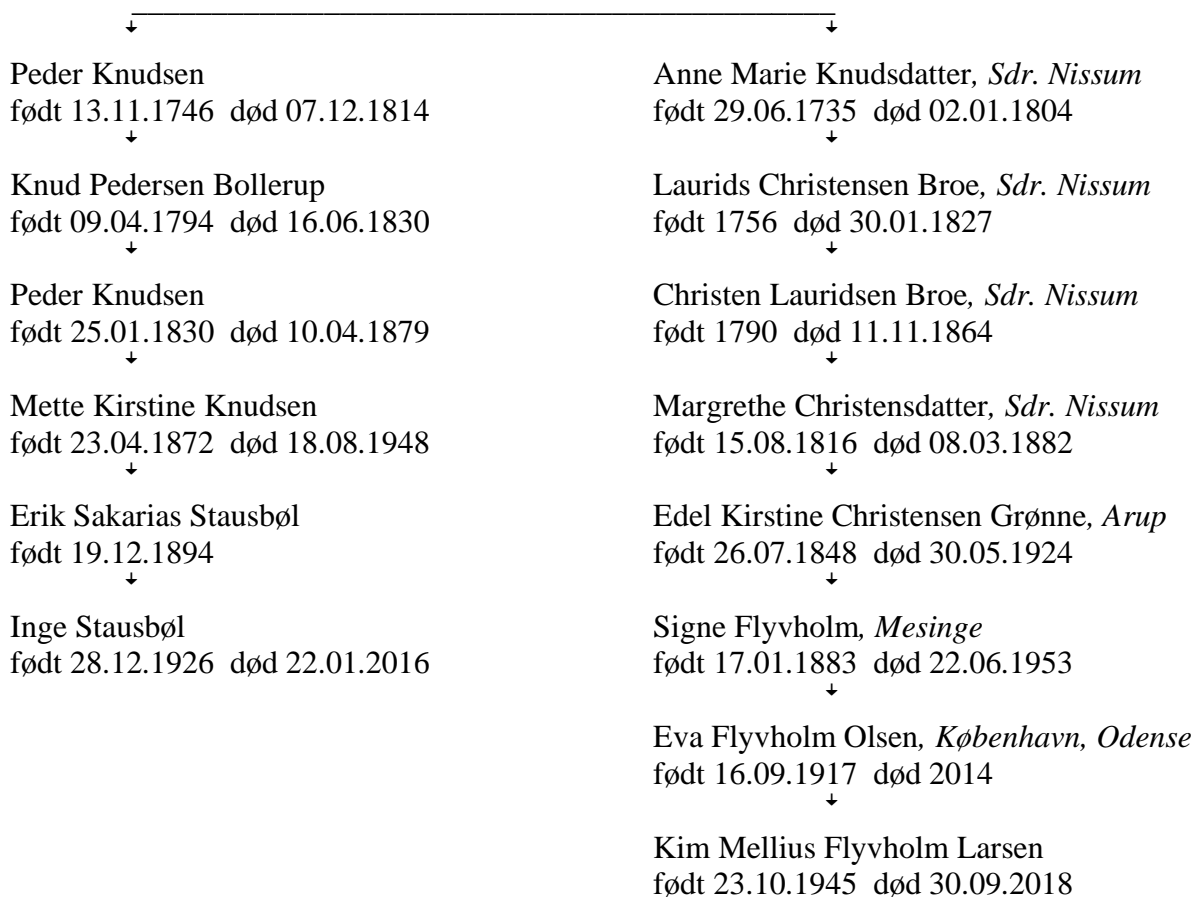 Peder Knudsen
født 13.11.1746 død 07.12.1814
Knud Pedersen Bollerup
født 09.04.1794 død 16.06.1830
Peder Knudsen
født 25.01.1830 død 10.04.1879
Mette Kirstine Knudsen
født 23.04.1872 død 18.08.1948
Erik Sakarias Stausbøl
født 19.12.1894
Inge Stausbøl
født 28.12.1926 død 22.01.2016
Anne Marie Knudsdatter, Sdr. Nissum
født 29.06.1735 død 02.01.1804
Laurids Christensen Broe, Sdr. Nissum
født 1756 død 30.01.1827
Christen Lauridsen Broe, Sdr. Nissum
født 1790 død 11.11.1864
Margrethe Christensdatter, Sdr. Nissum
født 15.08.1816 død 08.03.1882
Edel Kirstine Christensen Grønne, Arup
født 26.07.1848 død 30.05.1924
Signe Flyvholm, Mesinge
født 17.01.1883 død 22.06.1953
Eva Flyvholm Olsen, København, Odense
født 16.09.1917 død 2014
Kim Mellius Flyvholm Larsen
født 23.10.1945 død 30.09.2018